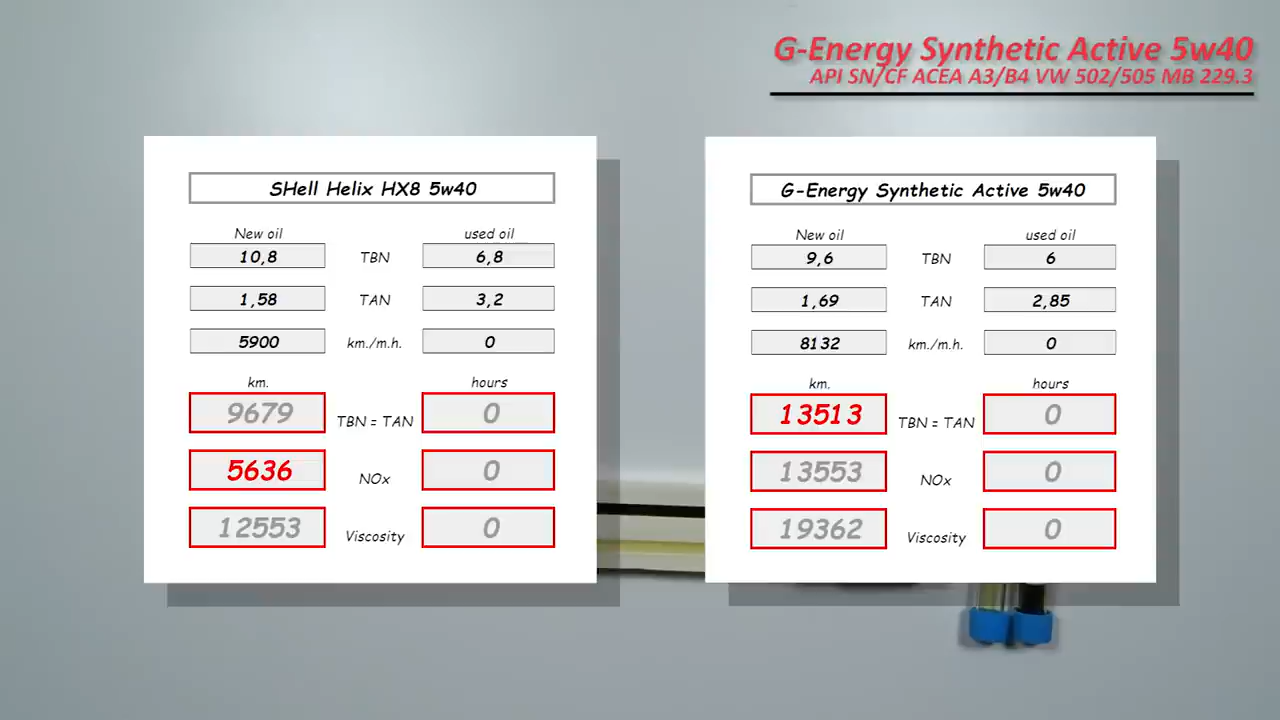 G-Energy Synthetic Active 5w40
API SN/CF ACEA A3/B4 VW 502/505 MB 229.3
SHell Helix HX8 5w40
New oil used oil
10,8 TBN 6,8
1,58 TAN 3,2
5900 km./m.h. 0
km. hours
9679 TBN = TAN 0
5636 NOx 0
12553 Viscosity 0
G-Energy Synthetic Active 5w40
New oil used oil
9,6 TBN 6
1,69 TAN 2,85
8132 km./m.h. 0
km. hours
13513 TBN = TAN 0
13553 NOx 0
19362 Viscosity 0